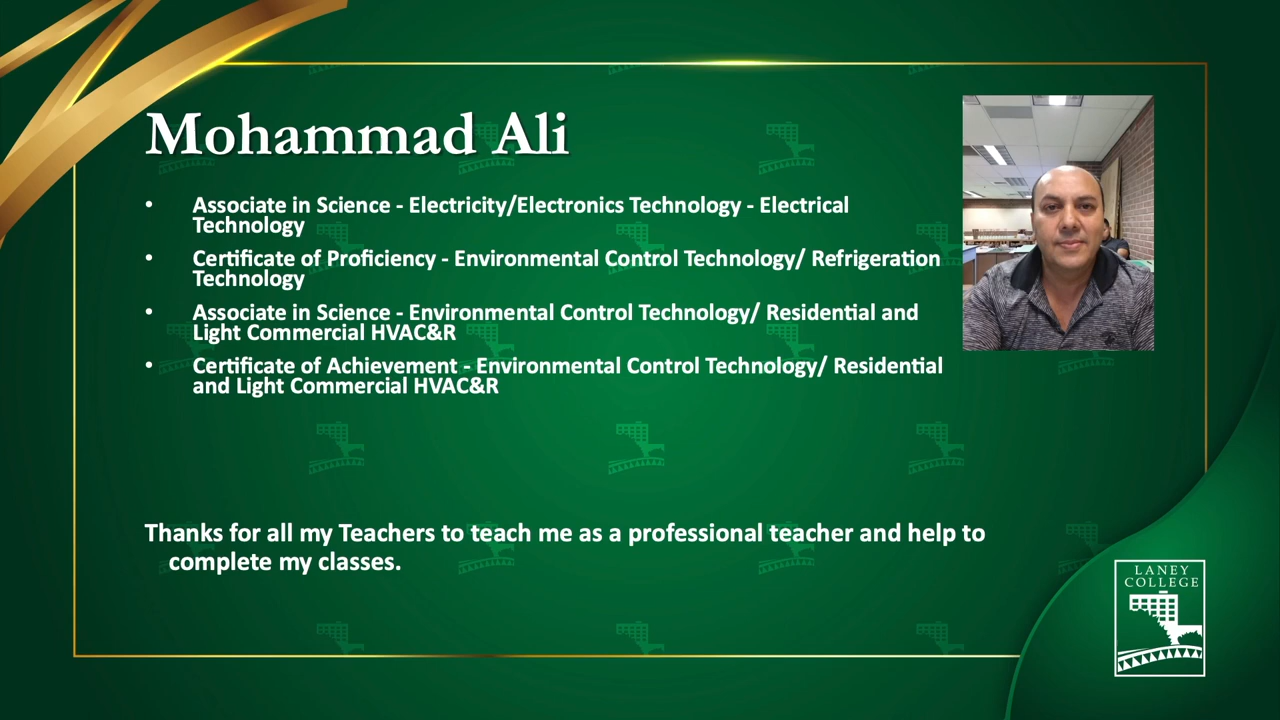 Mohammad Ali
• Associate in Science - Electricity/Electronics Technology - Electrical
Technology
• Certificate of Proficiency - Environmental Control Technology/ Refrigeration
Technology
• Associate in Science - Environmental Control Technology/ Residential and
Light Commercial HVAC&R
• Certificate of Achievement - Environmental Control Technology/ Residential
and Light Commercial HVAC&R
Thanks for all my Teachers to teach me as a professional teacher and help to
complete my classes.
LANEY
COLLEGE